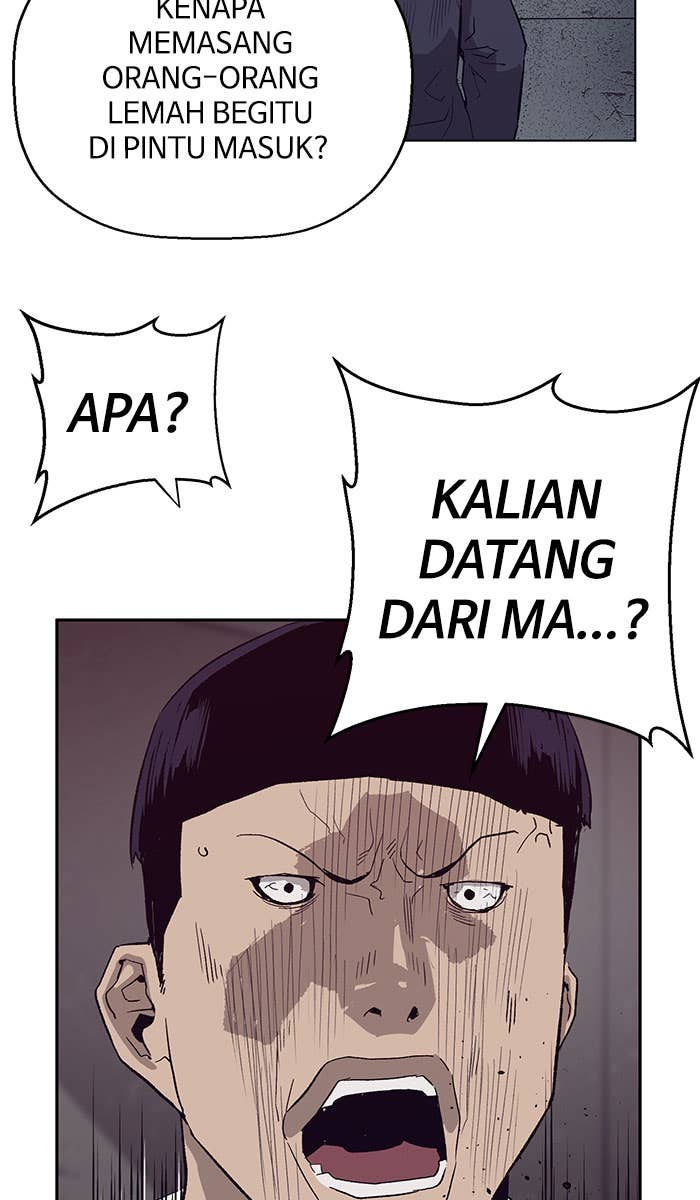 KENAPA
MEMASANG
ORANG-ORANG
LEMAH BEGITU
DI PINTU MASUK?
APA?
KALIAN
DATANG
DARI MA...?